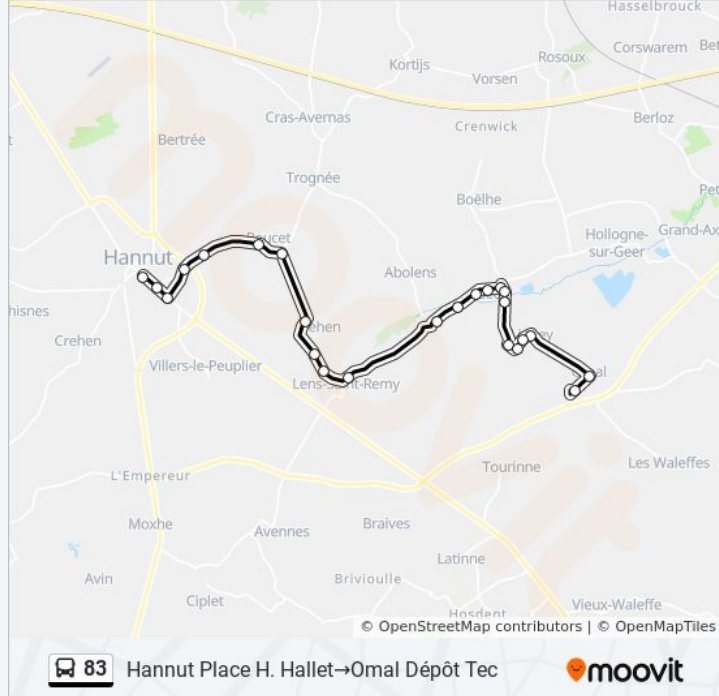 Hasselbrouck
Corswarem
Rosoux
Kortijs
Vorsen
Cras-Avernas
Berloz
Crenwick
Bertrée
Trognée
Boëlhe
Hollogne-
sur-Geer
Grand-Ax
Hannut
Abolens
hisnes
Crehen
Villers-le-Peuplier
Lens-Saint-Remy
L'Empereur
Tourinne
Les Waleffes
Moxhe
Avennes
Braives
Latinne
Avin
Brivioulle
Ciplet
Hosdent
Vieux-Waleffe
© OpenStreetMap contributors | © OpenMapTiles
83 Hannut Place H. Hallet→Omal Dépôt Tec moovit
moovit